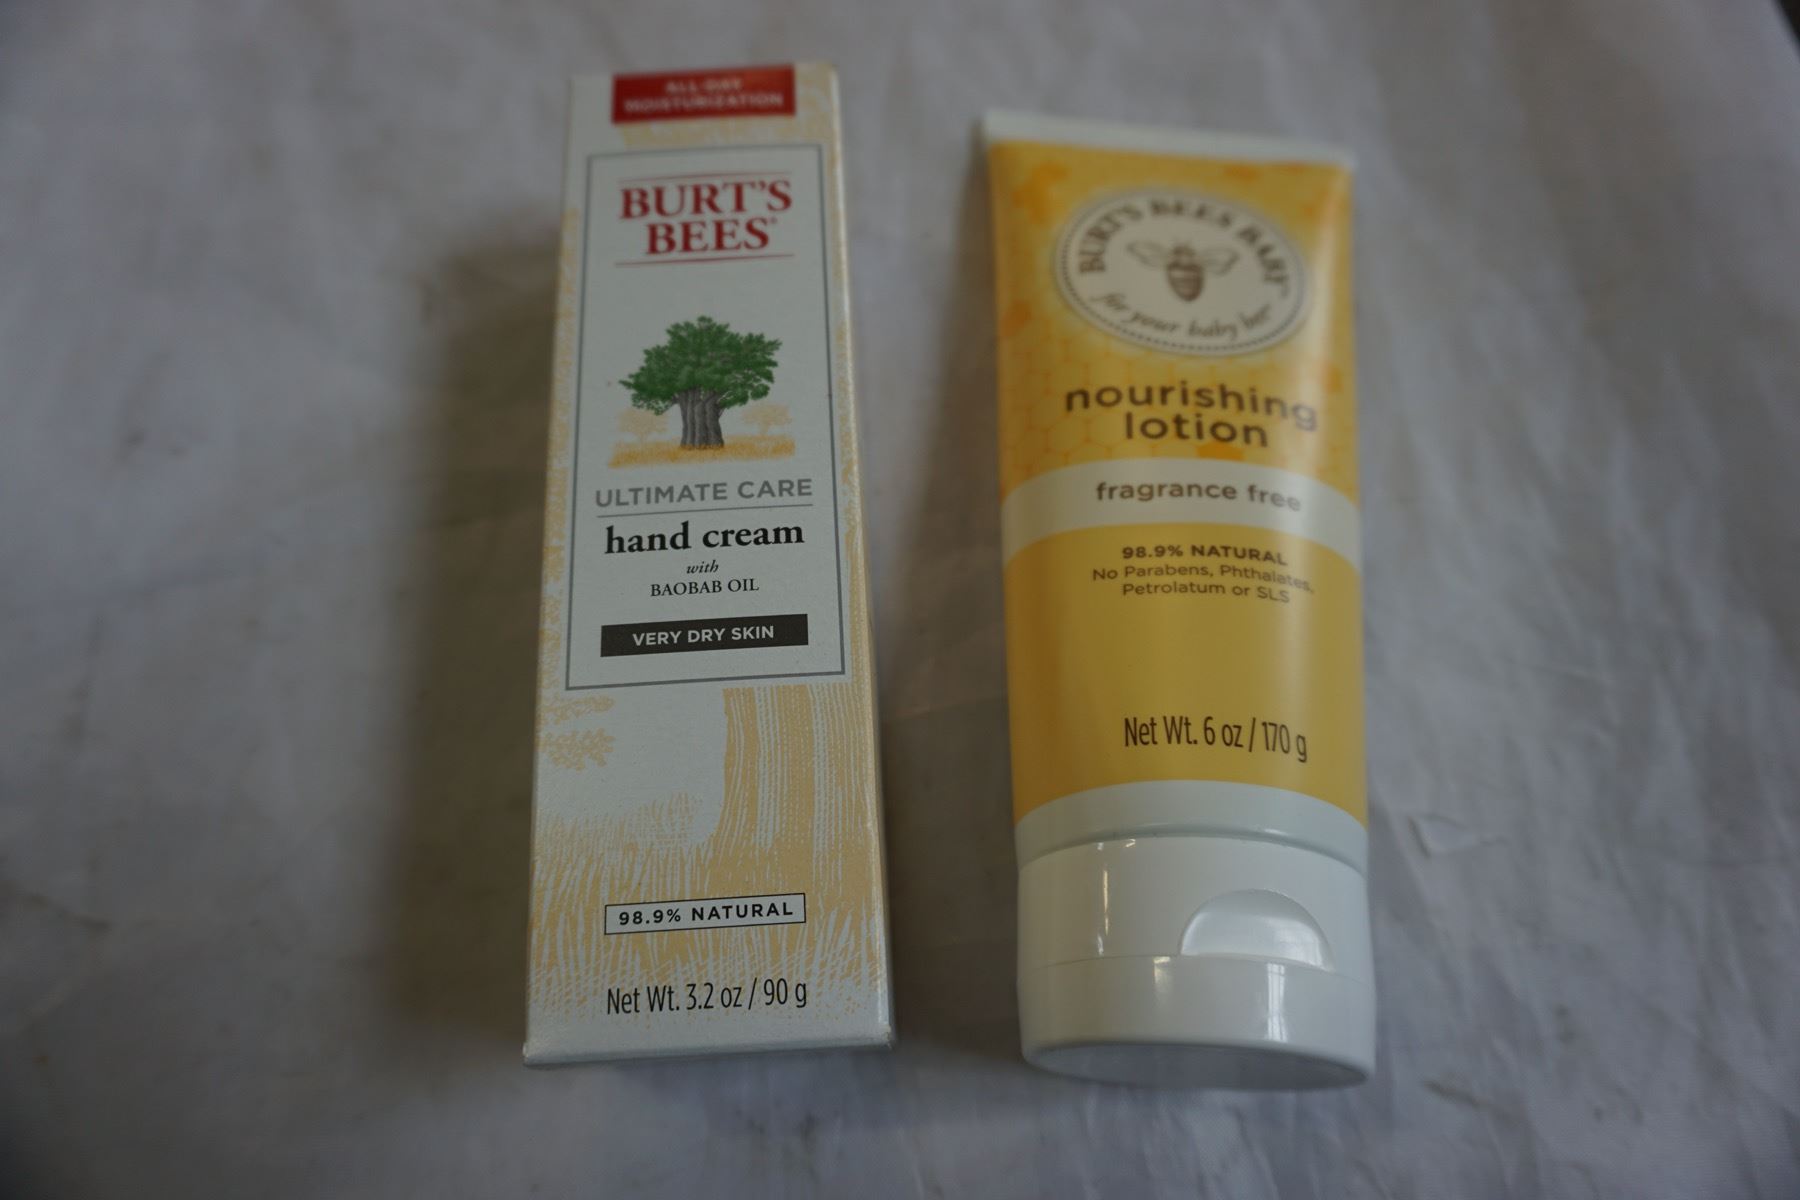 ALL-DAY
MOISTURIZATION
BURT'S
BEES®
ULTIMATE CARE
hand cream
with
BAOBAB OIL
VERY DRY SKIN
98.9% NATURAL
Net Wt. 3.2 oz / 90 g
BURT'S BEES BABY™
for your baby bee™
nourishing
lotion
fragrance free
98.9% NATURAL
No Parabens, Phthalates,
Petrolatum or SLS
Net Wt. 6 oz / 170 g